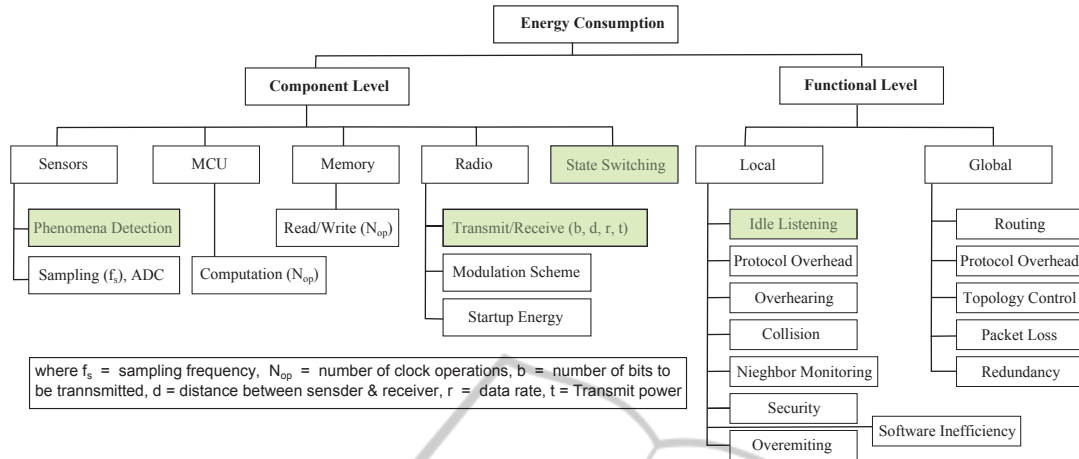 Energy Consumption
Component Level
Functional Level
Sensors
MCU
Memory
Radio
State Switching
Local
Global
Phenomena Detection
Sampling (fs), ADC
Computation (Nop)
Read/Write (Nop)
Transmit/Receive (b, d, r, t)
Modulation Scheme
Startup Energy
Idle Listening
Protocol Overhead
Overhearing
Collision
Nieghbor Monitoring
Security
Software Inefficiency
Overemiting
Routing
Protocol Overhead
Topology Control
Packet Loss
Redundancy
where fs = sampling frequency, Nop = number of clock operations, b = number of bits to
be trannsmitted, d = distance between sensder & receiver, r = data rate, t = Transmit power